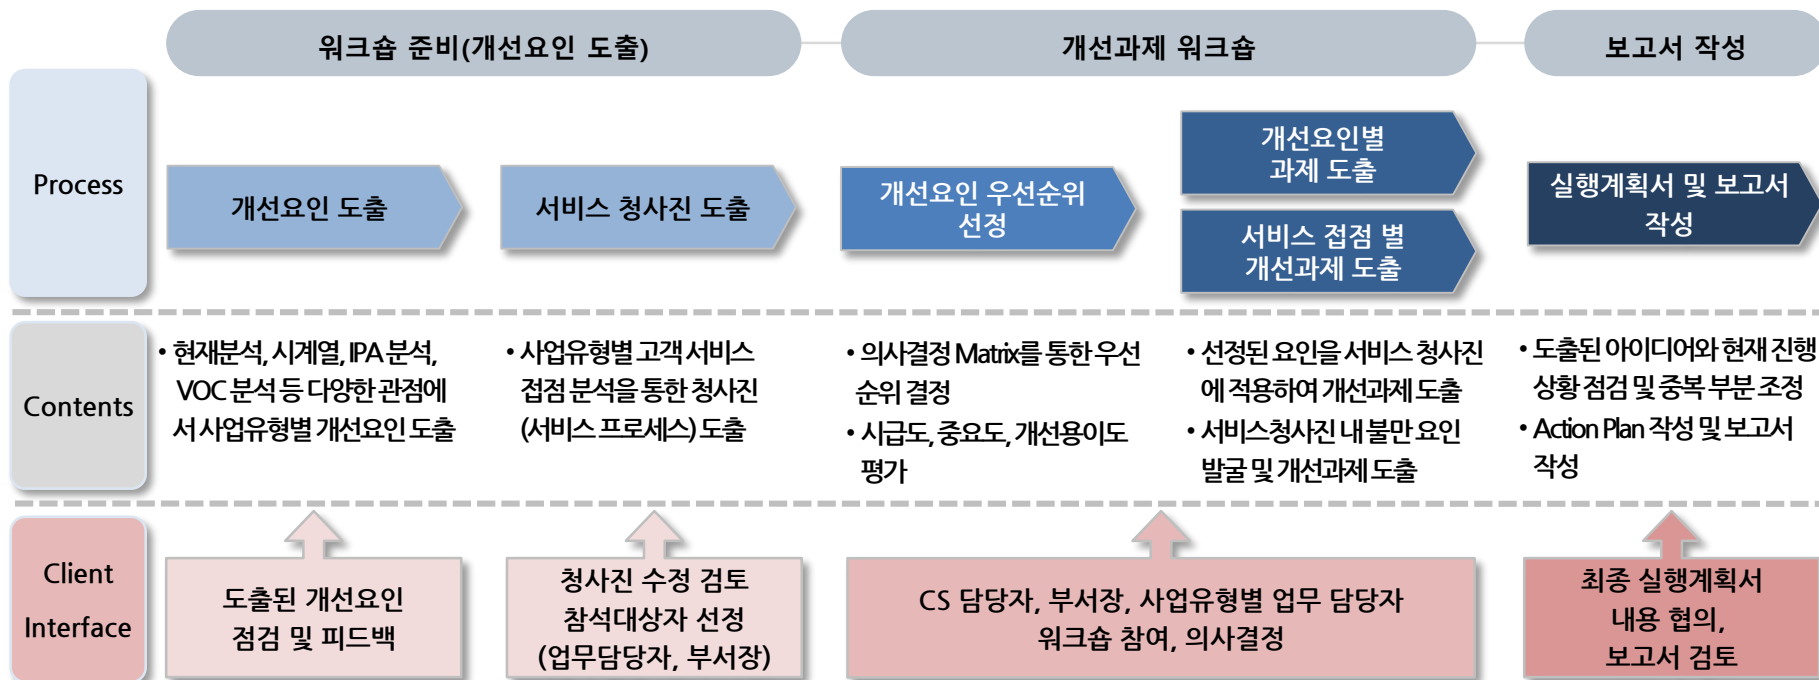 워크숍 준비(개선요인 도출)
개선과제 워크숍
보고서 작성
Process
개선요인 도출
서비스 청사진 도출
개선요인 우선순위
선정
개선요인별
과제 도출
서비스 접점 별
개선과제 도출
실행계획서 및 보고서
작성
Contents
• 현재분석, 시계열, IPA 분석,
VOC 분석 등 다양한 관점에
서 사업유형별 개선요인 도출
• 사업유형별 고객 서비스
접점 분석을 통한 청사진
(서비스 프로세스) 도출
• 의사결정 Matrix를 통한 우선
순위 결정
• 시급도, 중요도, 개선용이도
평가
• 선정된 요인을 서비스 청사진
에 적용하여 개선과제 도출
• 서비스청사진 내 불만 요인
발굴 및 개선과제 도출
• 도출된 아이디어와 현재 진행
상황 점검 및 중복 부분 조정
• Action Plan 작성 및 보고서
작성
Client
Interface
도출된 개선요인
점검 및 피드백
청사진 수정 검토
참석대상자 선정
(업무담당자, 부서장)
CS 담당자, 부서장, 사업유형별 업무 담당자
워크숍 참여, 의사결정
최종 실행계획서
내용 협의,
보고서 검토